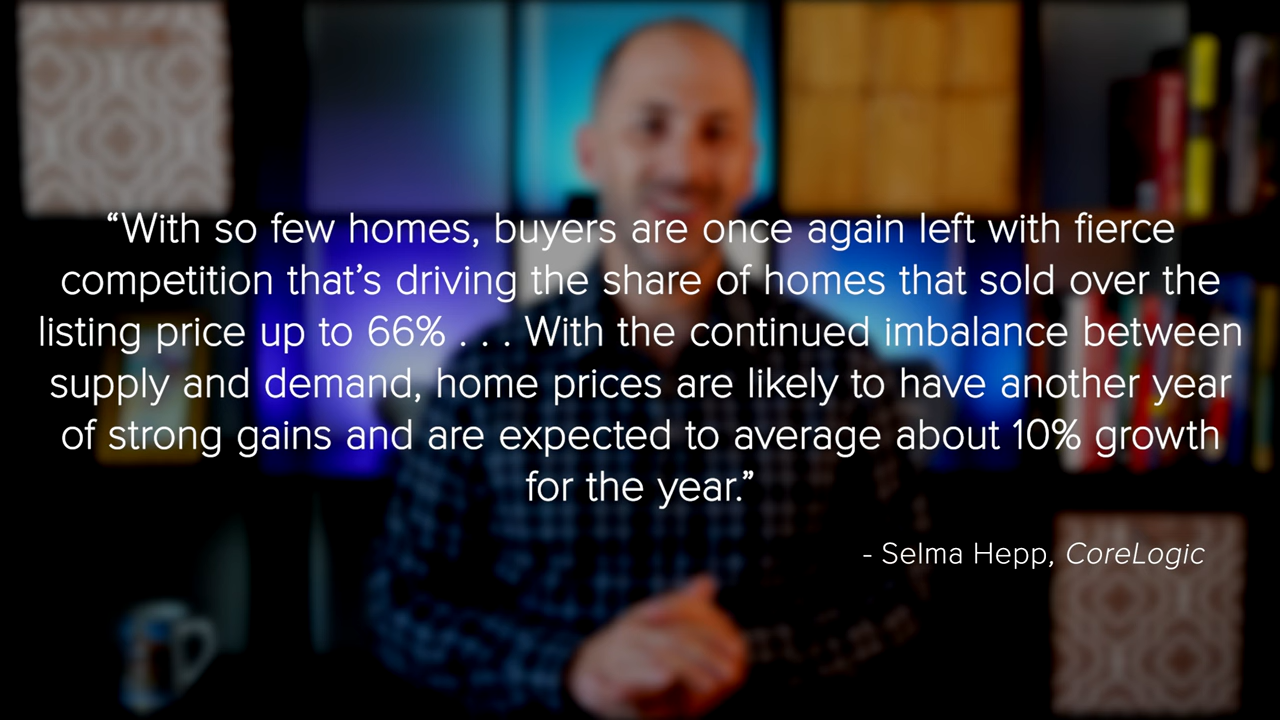 “With so few homes, buyers are once again left with fierce
competition that’s driving the share of homes that sold over the
listing price up to 66% . . . With the continued imbalance between
supply and demand, home prices are likely to have another year
of strong gains and are expected to average about 10% growth
for the year.”
- Selma Hepp, CoreLogic